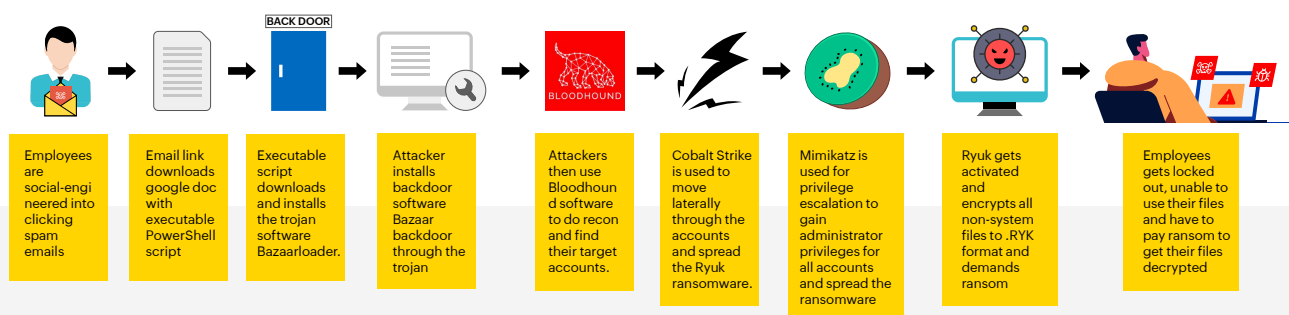 BACK DOOR
BLOODHOUND
Employees
are
social-engi
neered into
clicking
spam
emails
Email link
downloads
google doc
with
executable
PowerShell
script
Executable
script
downloads
and installs
the trojan
software
Bazaarloader.
Attacker
installs
backdoor
software
Bazaar
backdoor
through the
trojan
Attackers
then use
Bloodhoun
d software
to do recon
and find
their target
accounts.
Cobalt Strike
is used to
move
laterally
through the
accounts
and spread
the Ryuk
ransomware.
Mimikatz is
used for
privilege
escalation to
gain
administrator
privileges for
all accounts
and spread the
ransomware
Ryuk gets
activated
and
encrypts all
non-system
files to .RYK
format and
demands
ransom
Employees
gets locked
out, unable to
use their files
and have to
pay ransom to
get their files
decrypted